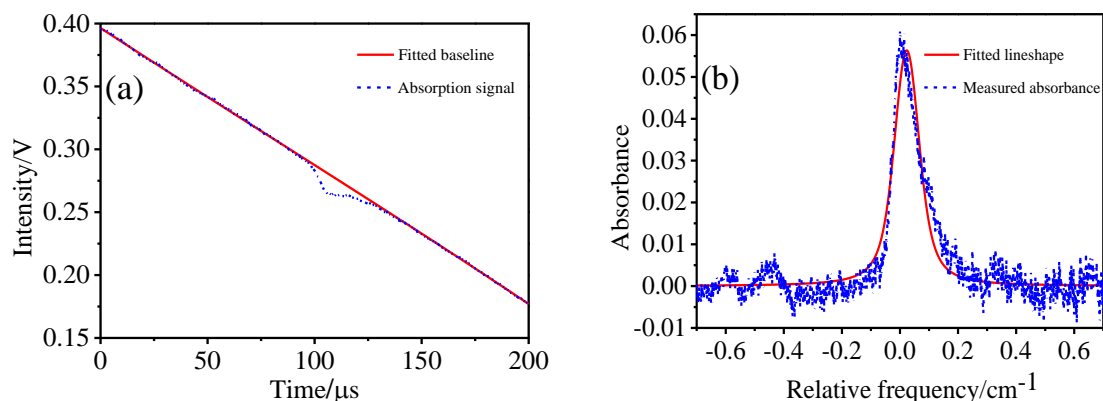 0.40
0.35
0.30
0.25
0.20
0.15
0
50
100
150
200
Intensity/V
Time/μs
(a)
Fitted baseline
Absorption signal
0.06
0.05
0.04
0.03
0.02
0.01
0.00
-0.01
-0.6
-0.4
-0.2
0.0
0.2
0.4
0.6
Absorbance
Relative frequency/cm-1
(b)
Fitted lineshape
Measured absorbance